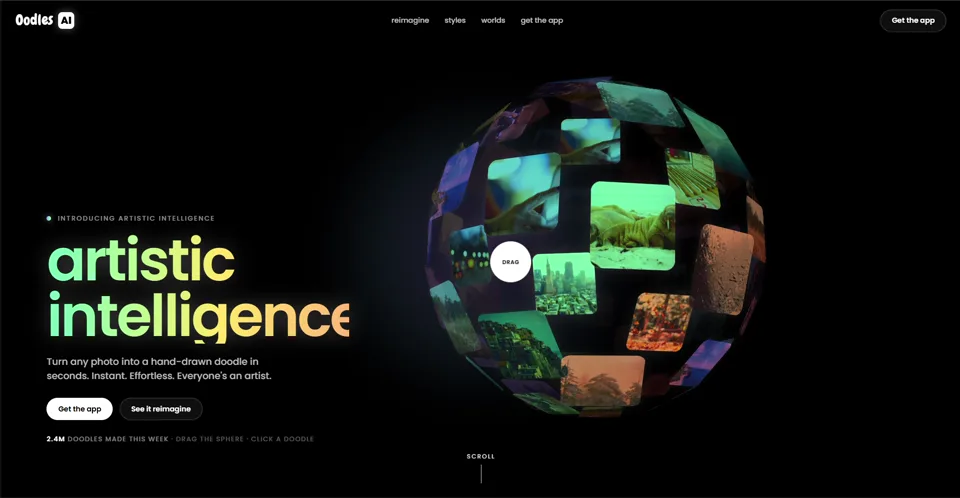 Oodles AI
reimagine styles worlds get the app
Get the app
INTRODUCING ARTISTIC INTELLIGENCE
artistic
intelligence
Turn any photo into a hand-drawn doodle in
seconds. Instant. Effortless. Everyone's an artist.
Get the app See it reimagine
2.4M DOODLES MADE THIS WEEK · DRAG THE SPHERE · CLICK A DOODLE
DRAG
SCROLL